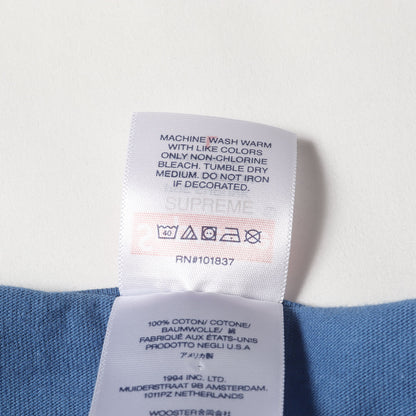 MACHINE WASH WARM
WITH LIKE COLORS
ONLY NON-CHLORINE
BLEACH. TUMBLE DRY
MEDIUM. DO NOT IRON
IF DECORATED.
SUPREME
40
RN#101837
100% COTTON/ COTONE/
BAUMWOLLE/ 綿
FABRIQUÉ AUX ÉTATS-UNIS
PRODOTTO NEGLI U.S.A
アメリカ製
1994 INC. LTD.
MUIDERSTRAAT 9B AMSTERDAM.
1011PZ NETHERLANDS
WOOSTER合同会社